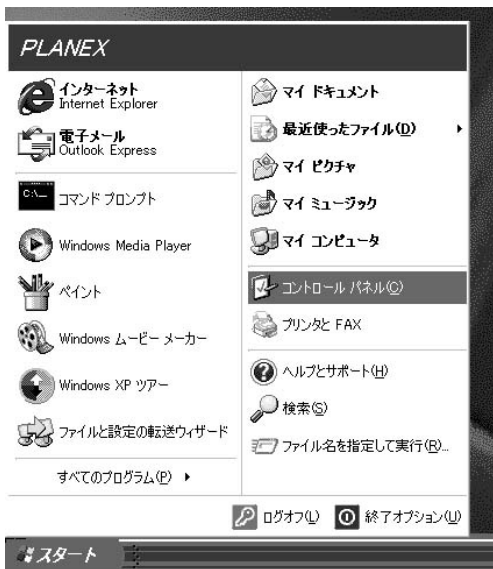 PLANEX
インターネット
Internet Explorer
電子メール
Outlook Express
コマンド プロンプト
Windows Media Player
ペイント
Windows ムービー メーカー
Windows XP ツアー
ファイルと設定の転送ウィザード
すべてのプログラム(P)
マイ ドキュメント
最近使ったファイル(D)
マイ ピクチャ
マイ ミュージック
マイ コンピュータ
コントロール パネル(C)
プリンタと FAX
ヘルプとサポート(H)
検索(S)
ファイル名を指定して実行(R)...
ログオフ(L)
終了オプション(U)
スタート